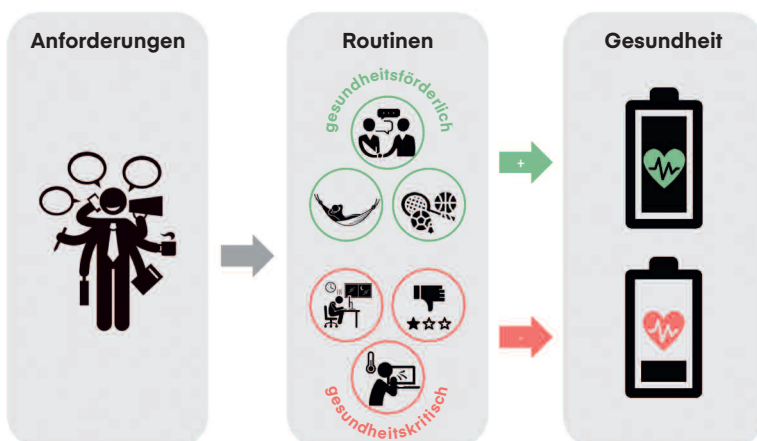 Anforderungen
Routinen
Gesundheit
gesundheitsförderlich
+
-
gesundheitskritisch